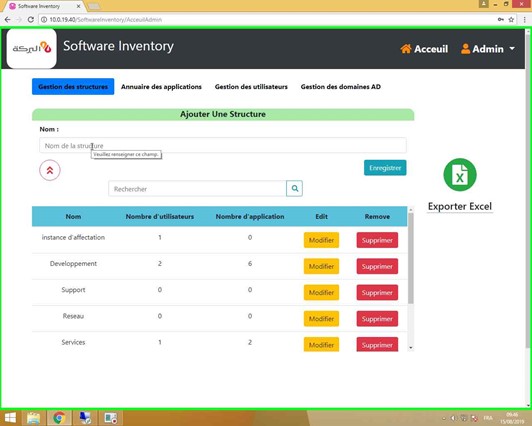 Software Inventory
10.0.19.40/SoftwareInventory/AcceuilAdmin
البركة
Software Inventory
Acceuil
Admin
Gestion des structures
Annuaire des applications
Gestion des utilisateurs
Gestion des domaines AD
Ajouter Une Structure
Nom :
Nom de la structure
Veuillez renseigner ce champ.
Enregistrer
Rechercher
Exporter Excel
Nom Nombre d'utilisateurs Nombre d'application Edit Remove
instance d'affectation 1 0 Modifier Supprimer
Developpement 2 6 Modifier Supprimer
Support 0 0 Modifier Supprimer
Reseau 0 0 Modifier Supprimer
Services 1 2 Modifier Supprimer
FRA
09:46
15/08/2019